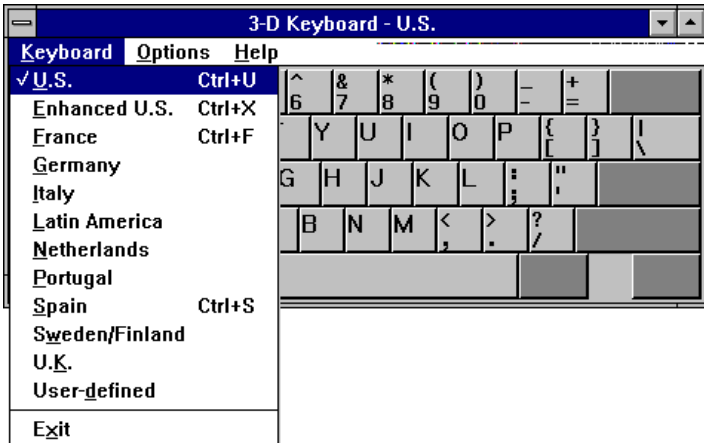 3-D Keyboard - U.S.
Keyboard Options Help
✓ U.S. Ctrl+U
Enhanced U.S. Ctrl+X
France Ctrl+F
Germany
Italy
Latin America
Netherlands
Portugal
Spain Ctrl+S
Sweden/Finland
U.K.
User-defined
Exit
^ & * ( ) _ +
6 7 8 9 0 - =
Y U I O P { } |
[ ] \
G H J K L : "
; '
B N M < > ?
, . /